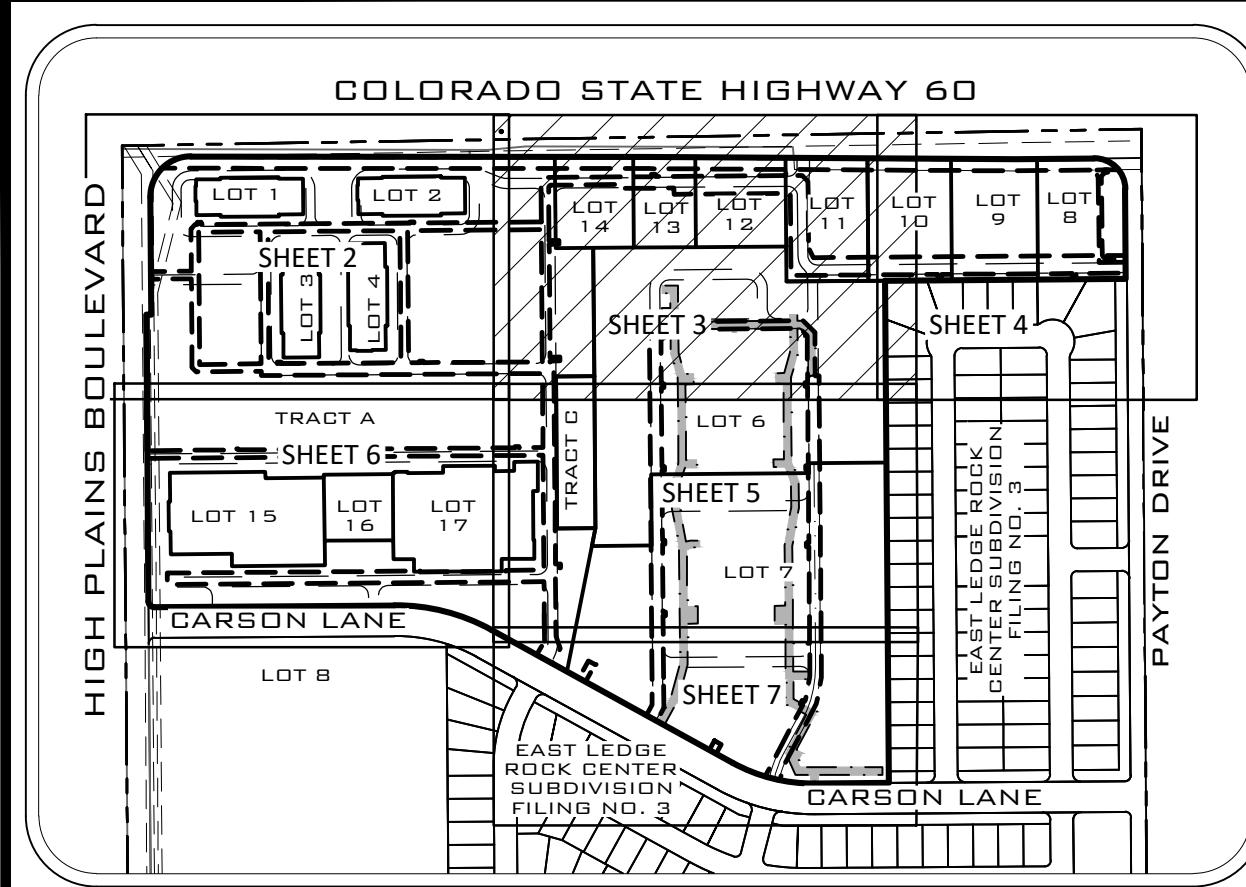 COLORADO STATE HIGHWAY 60
HIGH PLAINS BOULEVARD
LOT 1
LOT 2
SHEET 2
LOT 3
LOT 4
LOT
14
LOT
13
LOT
12
LOT
11
LOT
10
LOT
9
LOT
8
SHEET 3
SHEET 4
TRACT A
SHEET 6
TRACT C
LOT 6
SHEET 5
LOT 15
LOT
16
LOT
17
LOT 7
EAST LEDGE ROCK
CENTER SUBDIVISION
FILING NO. 3
PAYTON DRIVE
CARSON LANE
LOT 8
SHEET 7
EAST LEDGE
ROCK CENTER
SUBDIVISION
FILING NO. 3
CARSON LANE